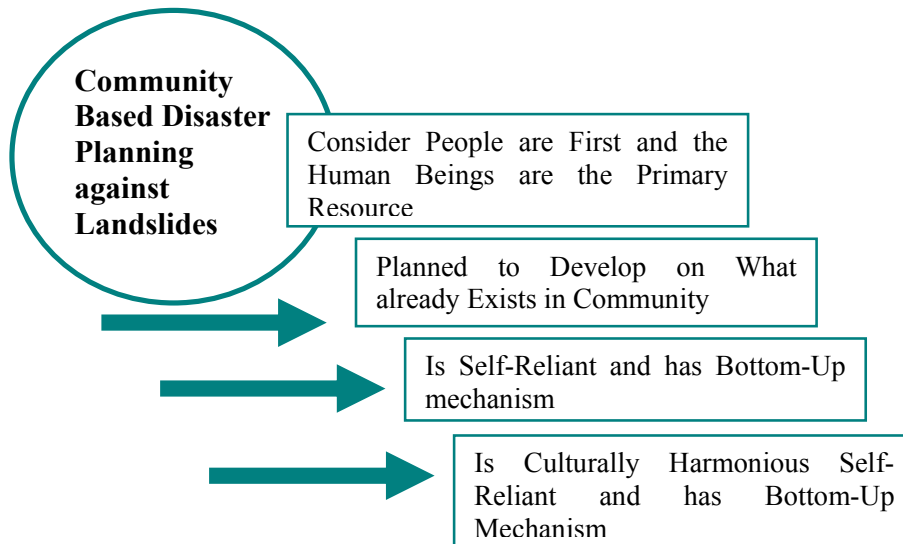 Community
Based Disaster
Planning
against
Landslides
Consider People are First and the
Human Beings are the Primary
Resource
Planned to Develop on What
already Exists in Community
Is Self-Reliant and has Bottom-Up
mechanism
Is Culturally Harmonious Self-
Reliant and has Bottom-Up
Mechanism